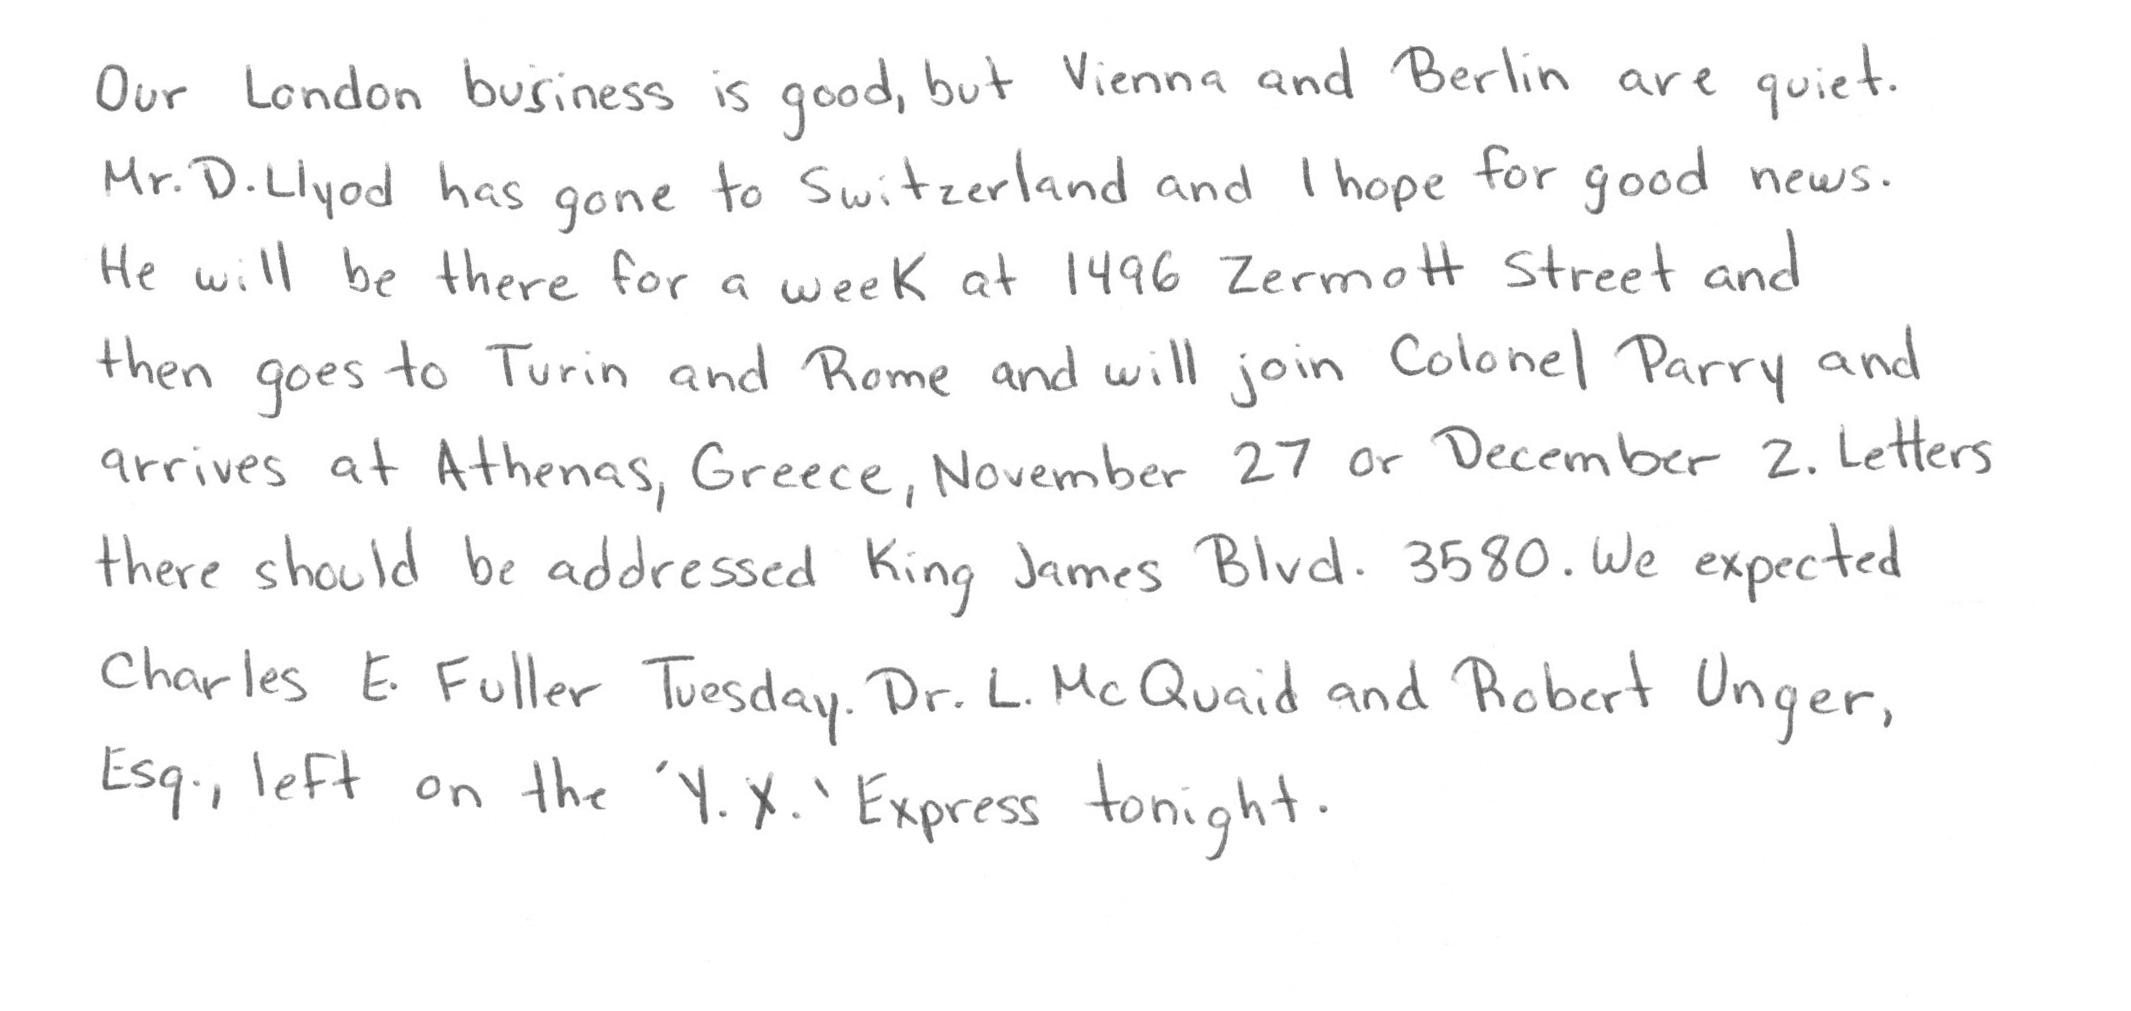 Our London business is good, but Vienna and Berlin are quiet.
Mr. D. Llyod has gone to Switzerland and I hope for good news.
He will be there for a week at 1496 Zermott Street and
then goes to Turin and Rome and will join Colonel Parry and
arrives at Athenas, Greece, November 27 or December 2. Letters
there should be addressed King James Blvd. 3580. We expected
Charles E. Fuller Tuesday. Dr. L. McQuaid and Robert Unger,
Esq., left on the 'Y. X.' Express tonight.